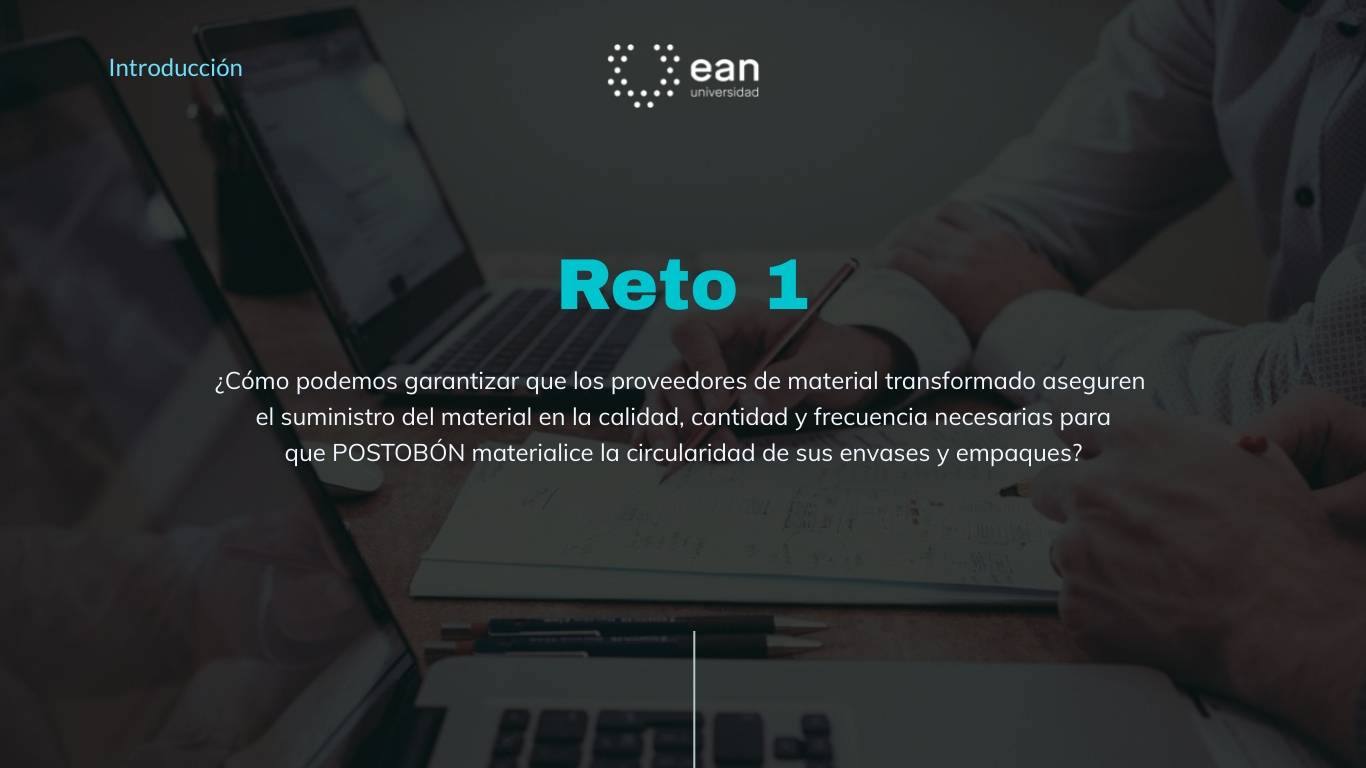 Introducción
ean
universidad
Reto 1
¿Cómo podemos garantizar que los proveedores de material transformado aseguren
el suministro del material en la calidad, cantidad y frecuencia necesarias para
que POSTOBÓN materialice la circularidad de sus envases y empaques?